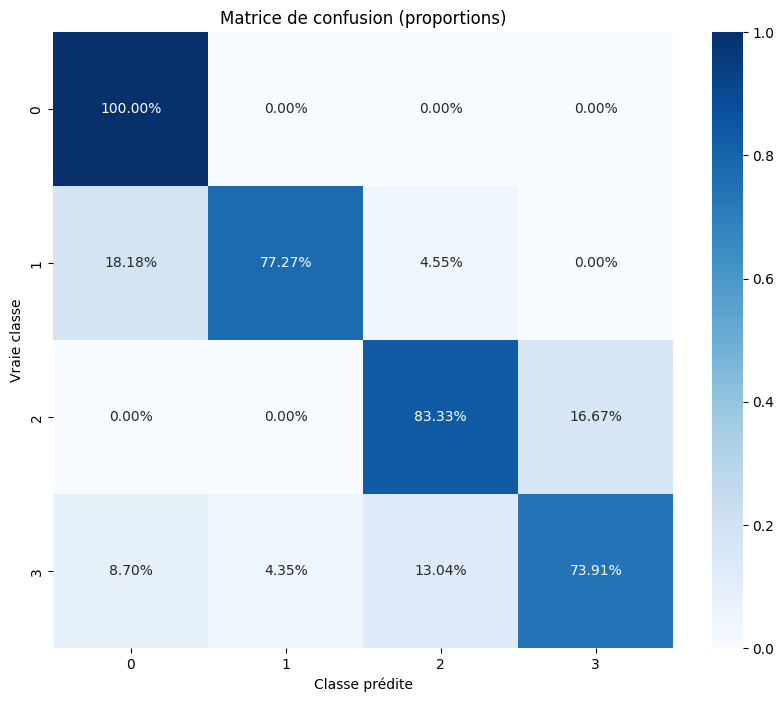 Matrice de confusion (proportions)
1.0
0 100.00% 0.00% 0.00% 0.00%
0.8
1 18.18% 77.27% 4.55% 0.00%
0.6
Vraie classe
0.4
2 0.00% 0.00% 83.33% 16.67%
0.2
3 8.70% 4.35% 13.04% 73.91%
0.0
0 1 2 3
Classe prédite